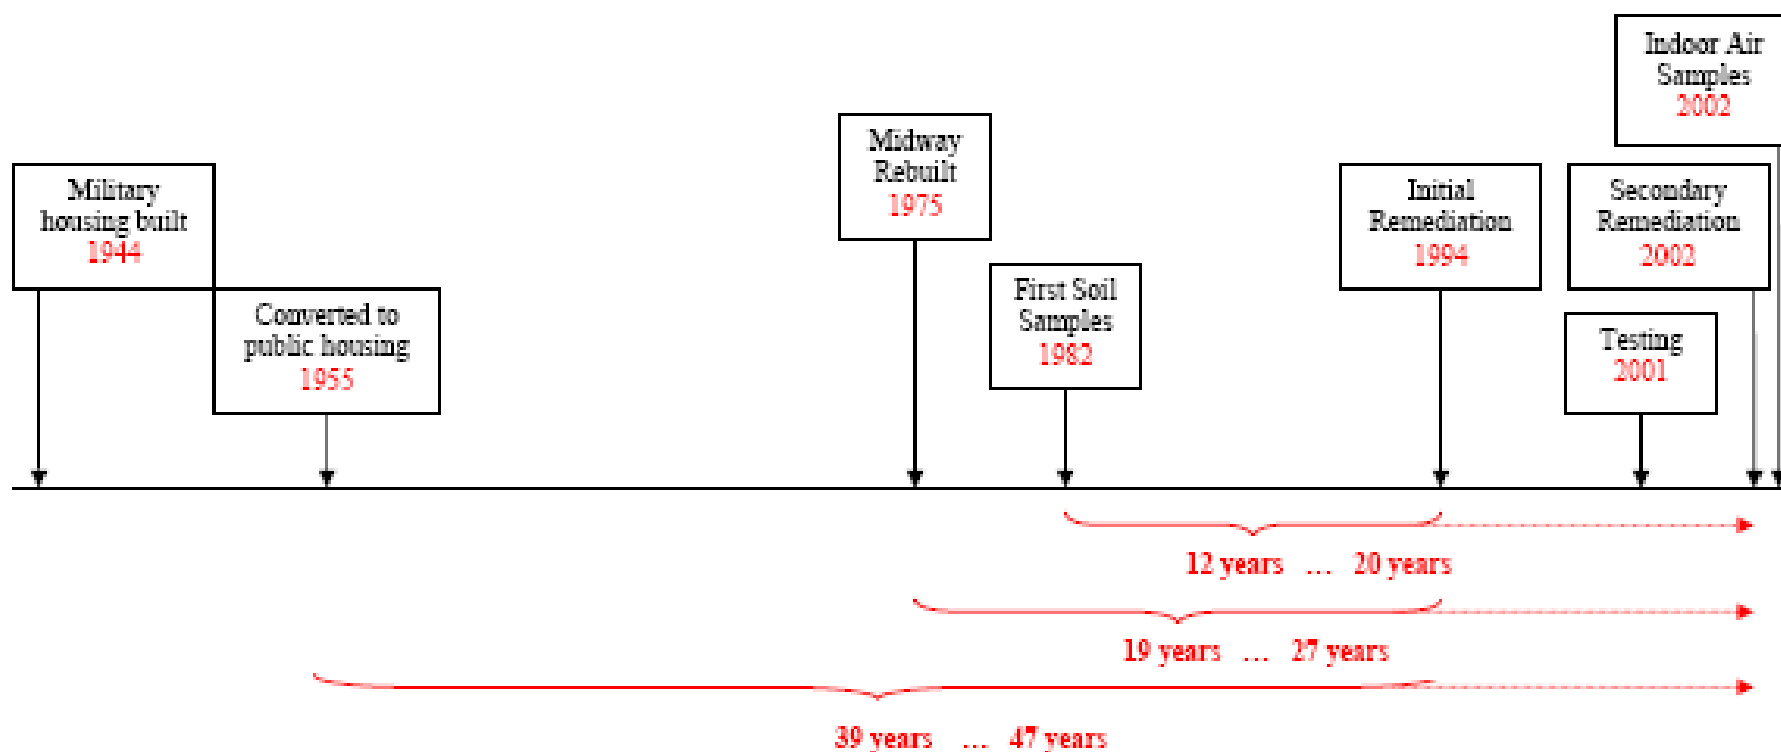 Military
housing built
1944
Converted to
public housing
1955
Midway
Rebuilt
1975
First Soil
Samples
1982
Initial
Remediation
1994
Testing
2001
Secondary
Remediation
2002
Indoor Air
Samples
2002
12 years ... 20 years
19 years ... 27 years
39 years ... 47 years